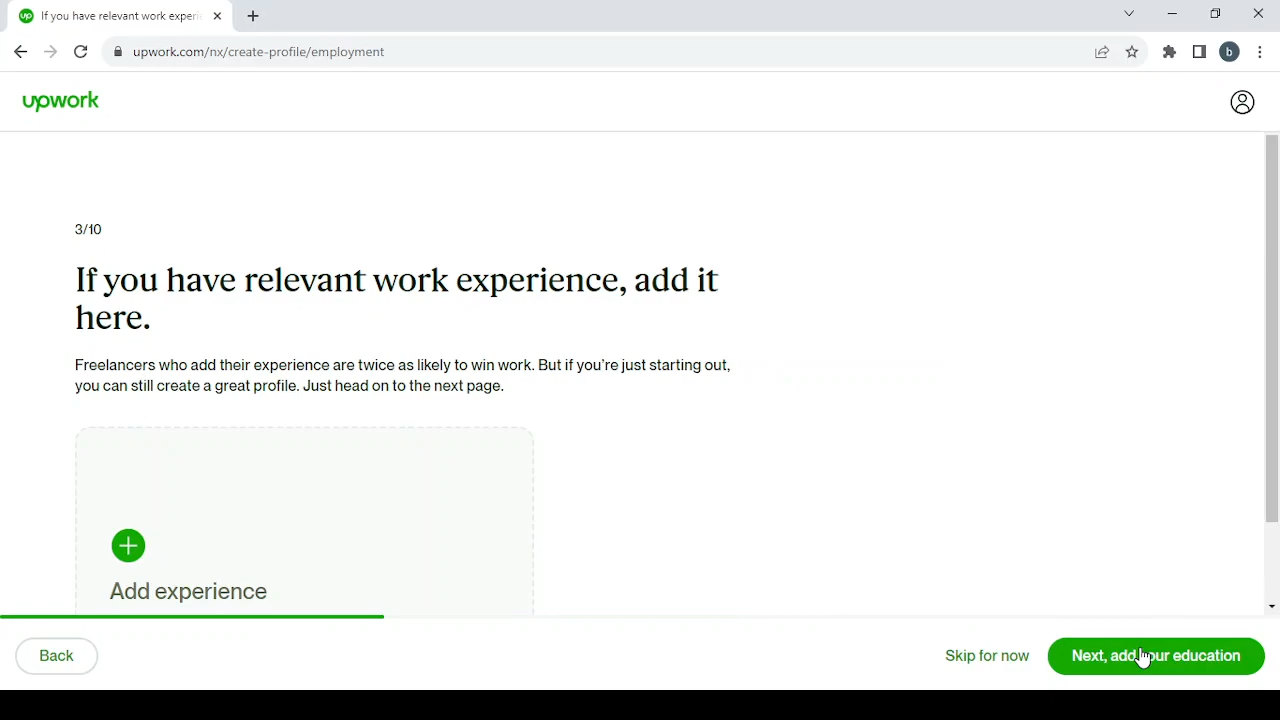 If you have relevant work experi
upwork.com/nx/create-profile/employment
b
upwork
3/10
If you have relevant work experience, add it
here.
Freelancers who add their experience are twice as likely to win work. But if you're just starting out,
you can still create a great profile. Just head on to the next page.
Add experience
Back
Skip for now
Next, add your education